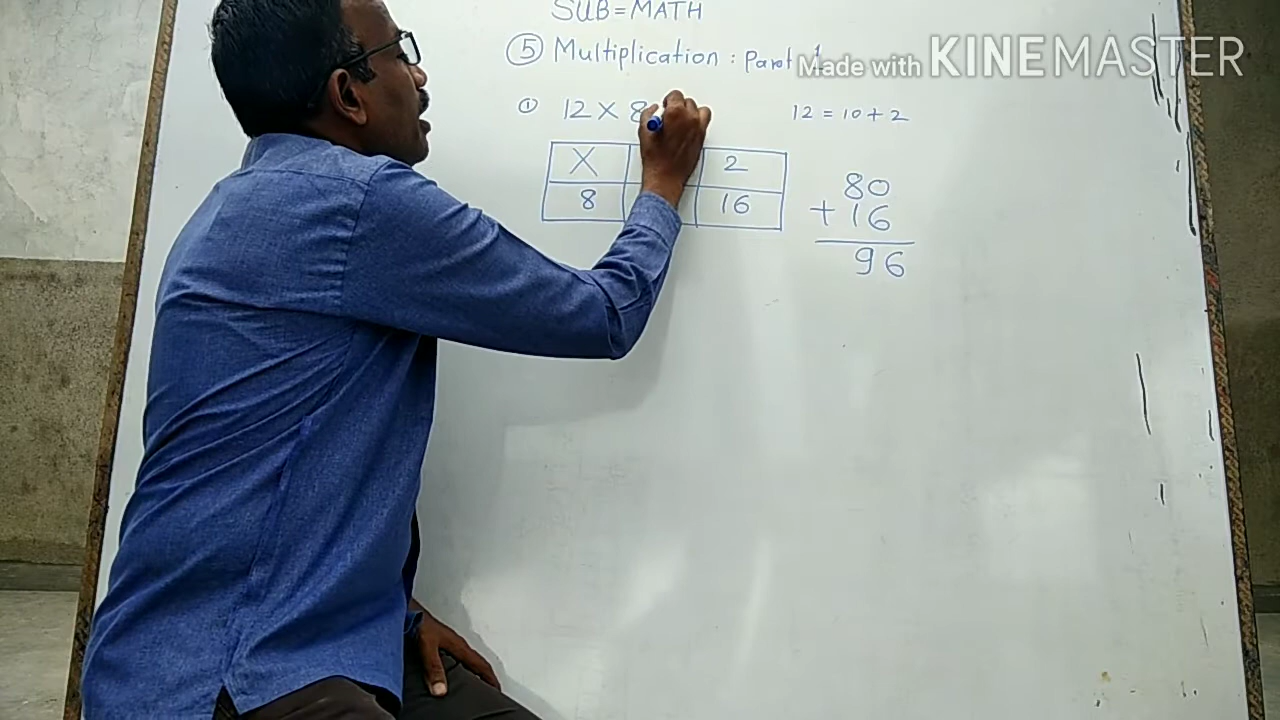 SUB = MATH
⑤ Multiplication : Part 1
Made with KINEMASTER
① 12 X 8
12 = 10 + 2
X 2
8 16
80
+ 16
96